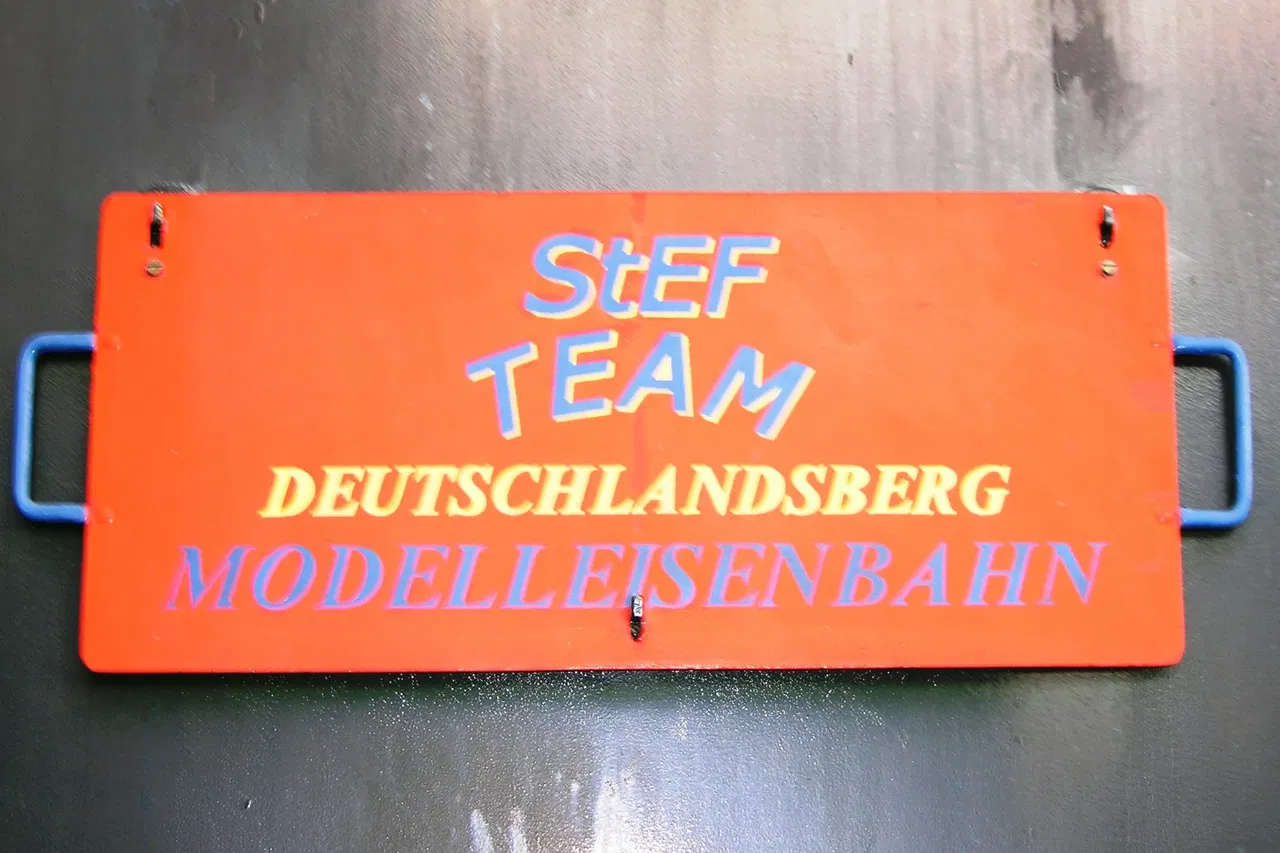 StEF
TEAM
DEUTSCHLANDSBERG
MODELLEISENBAHN